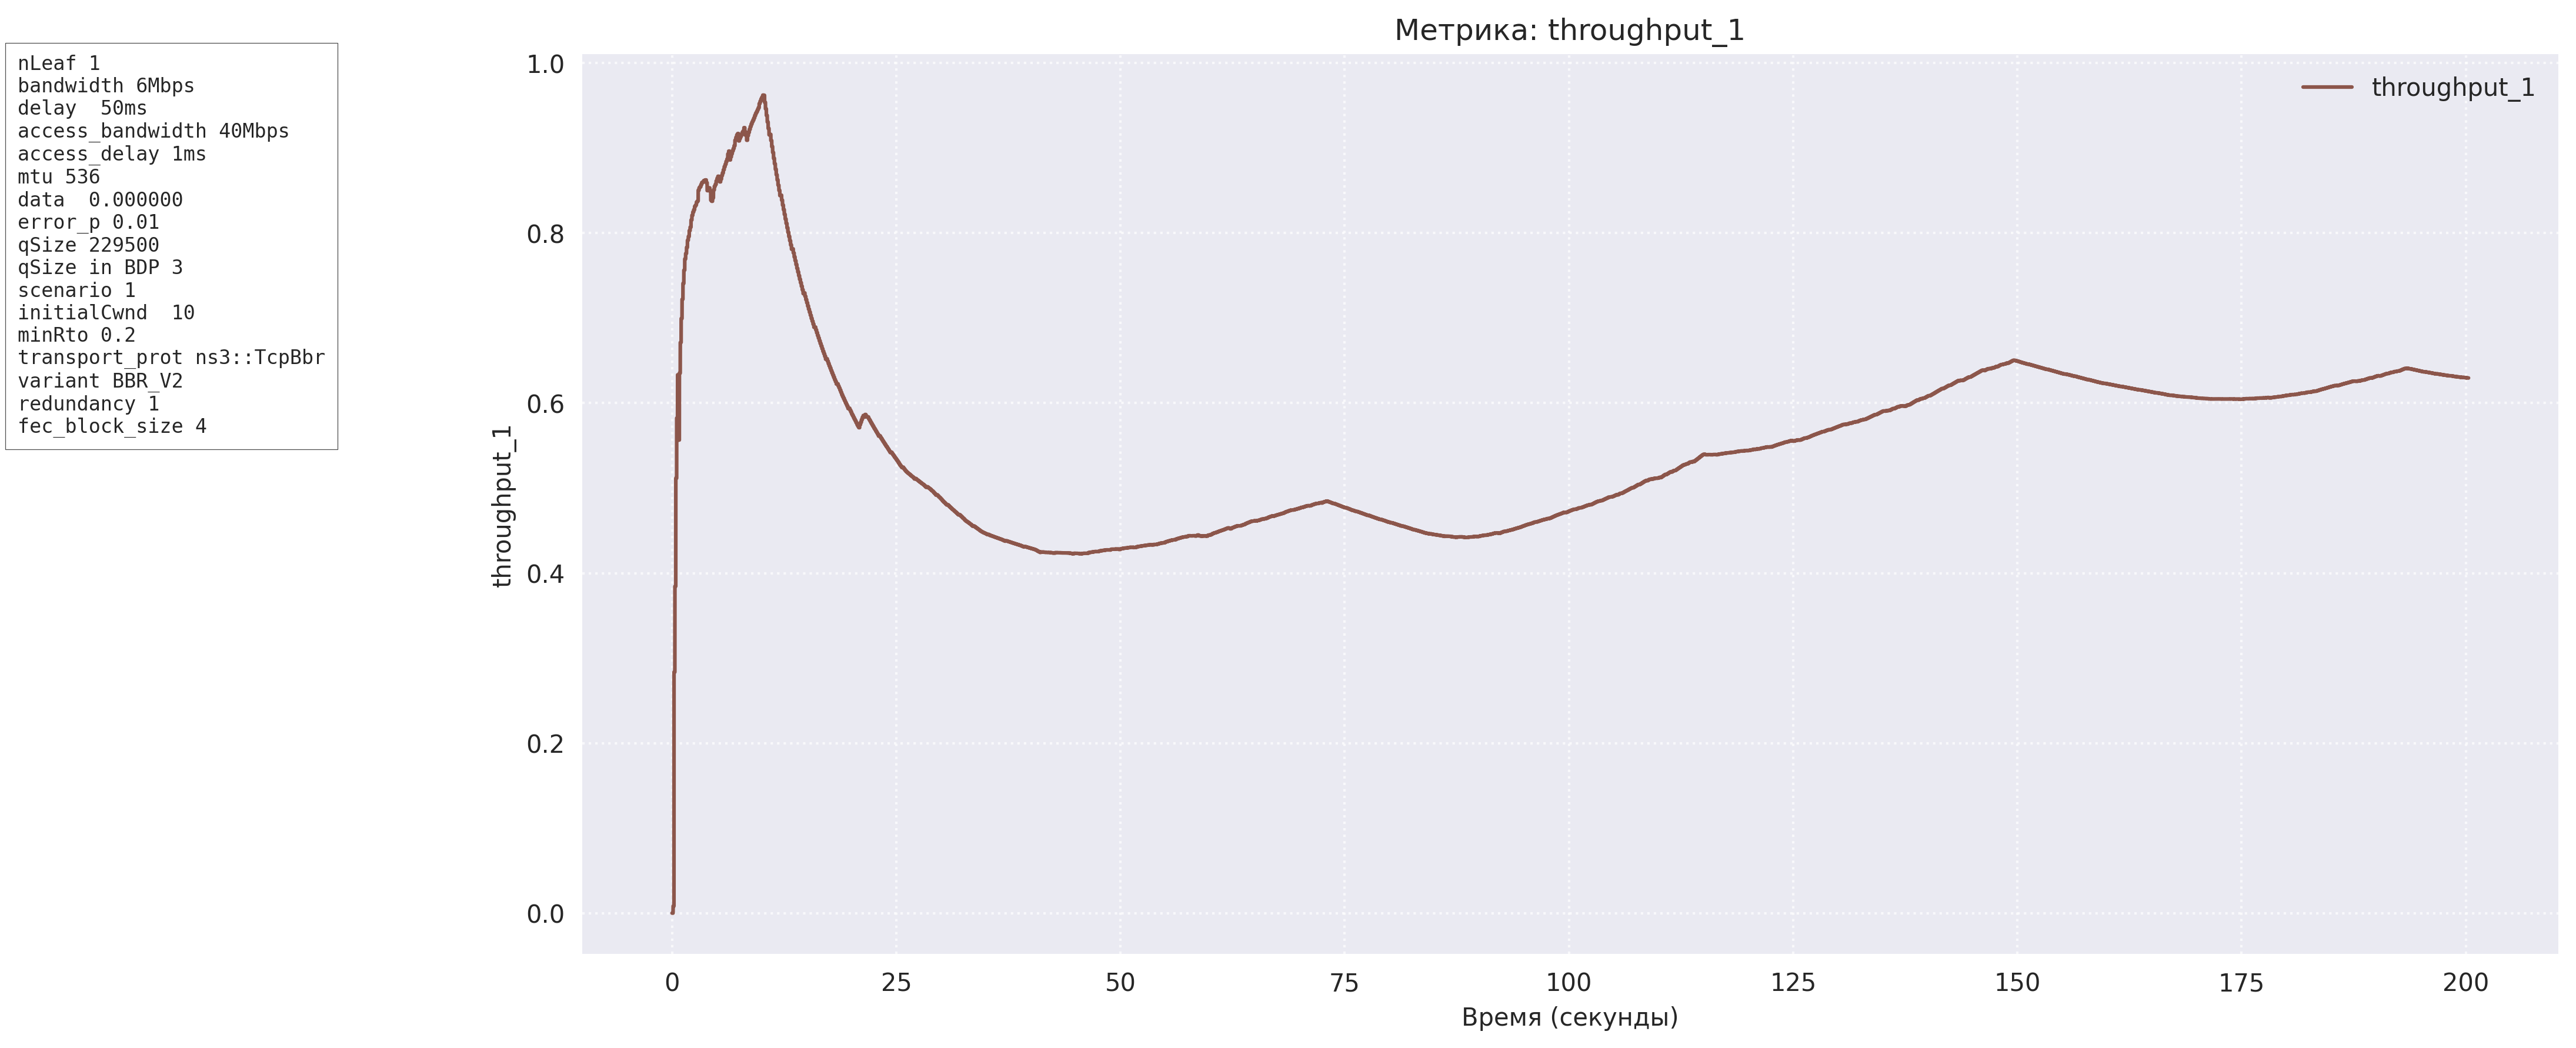 Метрика: throughput_1
nLeaf 1
bandwidth 6Mbps
delay  50ms
access_bandwidth 40Mbps
access_delay 1ms
mtu 536
data  0.000000
error_p 0.01
qSize 229500
qSize in BDP 3
scenario 1
initialCwnd  10
minRto 0.2
transport_prot ns3::TcpBbr
variant BBR_V2
redundancy 1
fec_block_size 4
throughput_1
throughput_1
1.0
0.8
0.6
0.4
0.2
0.0
0 25 50 75 100 125 150 175 200
Время (секунды)